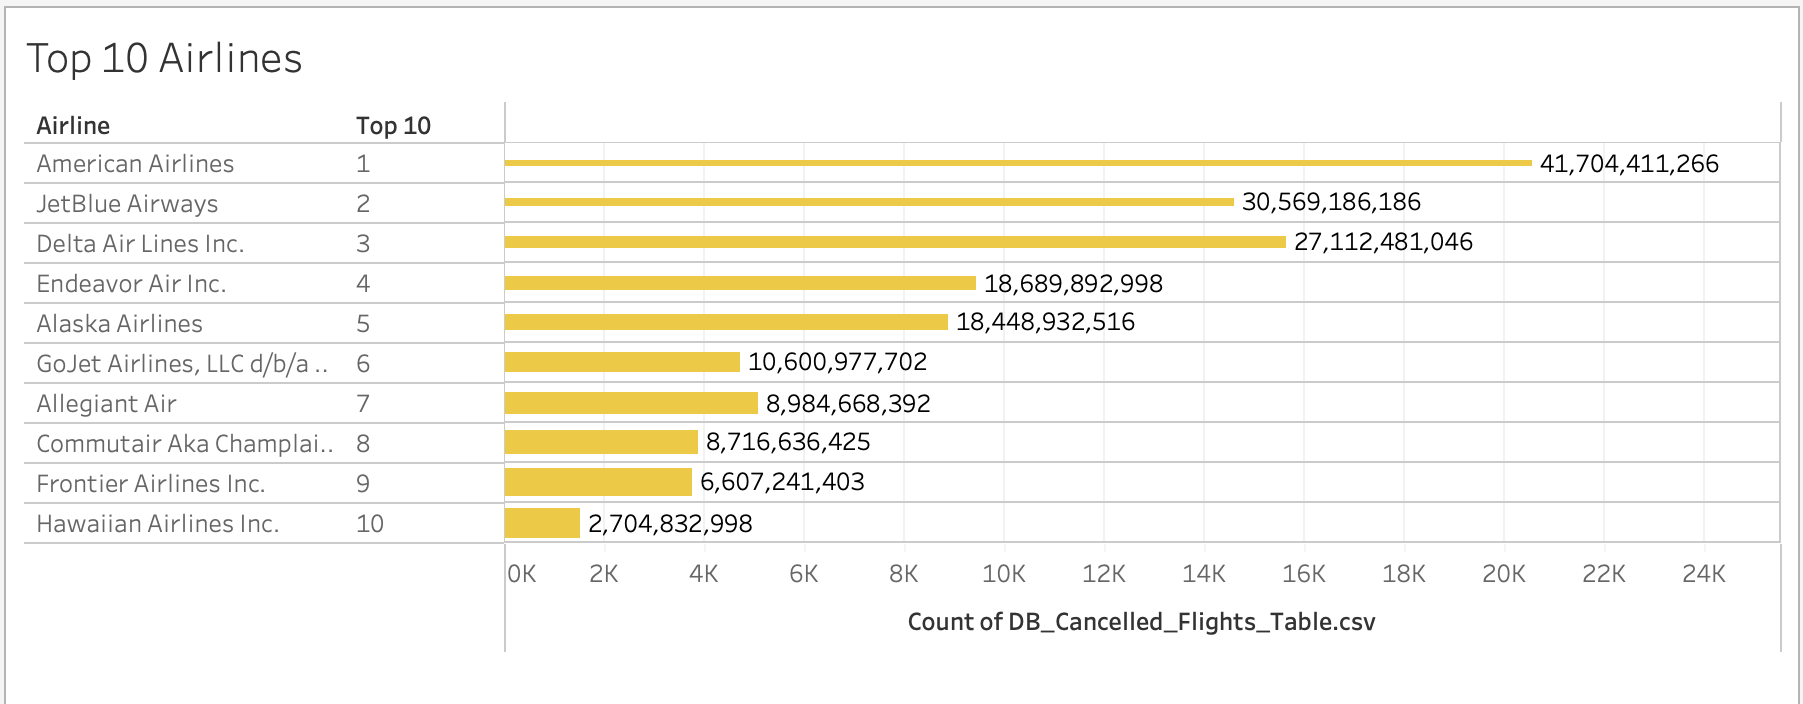 Top 10 Airlines
Airline Top 10
American Airlines 1 41,704,411,266
JetBlue Airways 2 30,569,186,186
Delta Air Lines Inc. 3 27,112,481,046
Endeavor Air Inc. 4 18,689,892,998
Alaska Airlines 5 18,448,932,516
GoJet Airlines, LLC d/b/a .. 6 10,600,977,702
Allegiant Air 7 8,984,668,392
Commutair Aka Champlai.. 8 8,716,636,425
Frontier Airlines Inc. 9 6,607,241,403
Hawaiian Airlines Inc. 10 2,704,832,998
0K 2K 4K 6K 8K 10K 12K 14K 16K 18K 20K 22K 24K
Count of DB_Cancelled_Flights_Table.csv